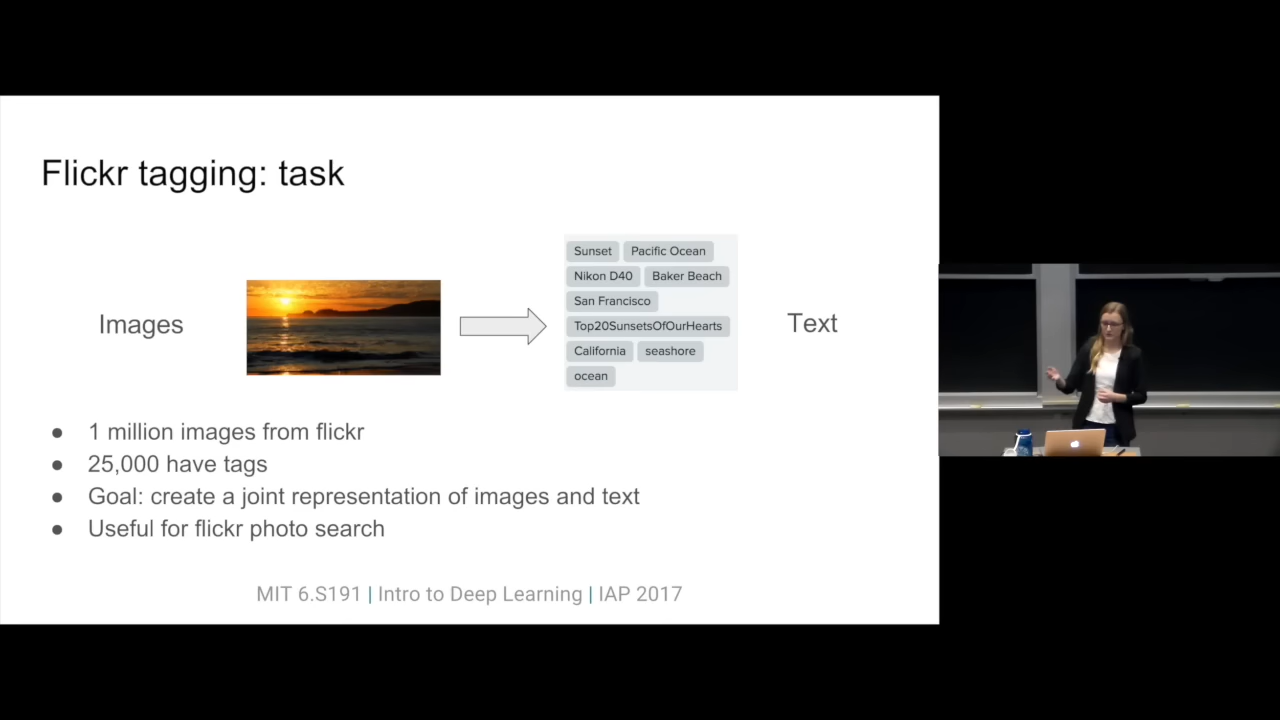 Flickr tagging: task
Images
Sunset Pacific Ocean
Nikon D40 Baker Beach
San Francisco
Top20SunsetsOfOurHearts
California seashore
ocean
Text
● 1 million images from flickr
● 25,000 have tags
● Goal: create a joint representation of images and text
● Useful for flickr photo search
MIT 6.S191 | Intro to Deep Learning | IAP 2017